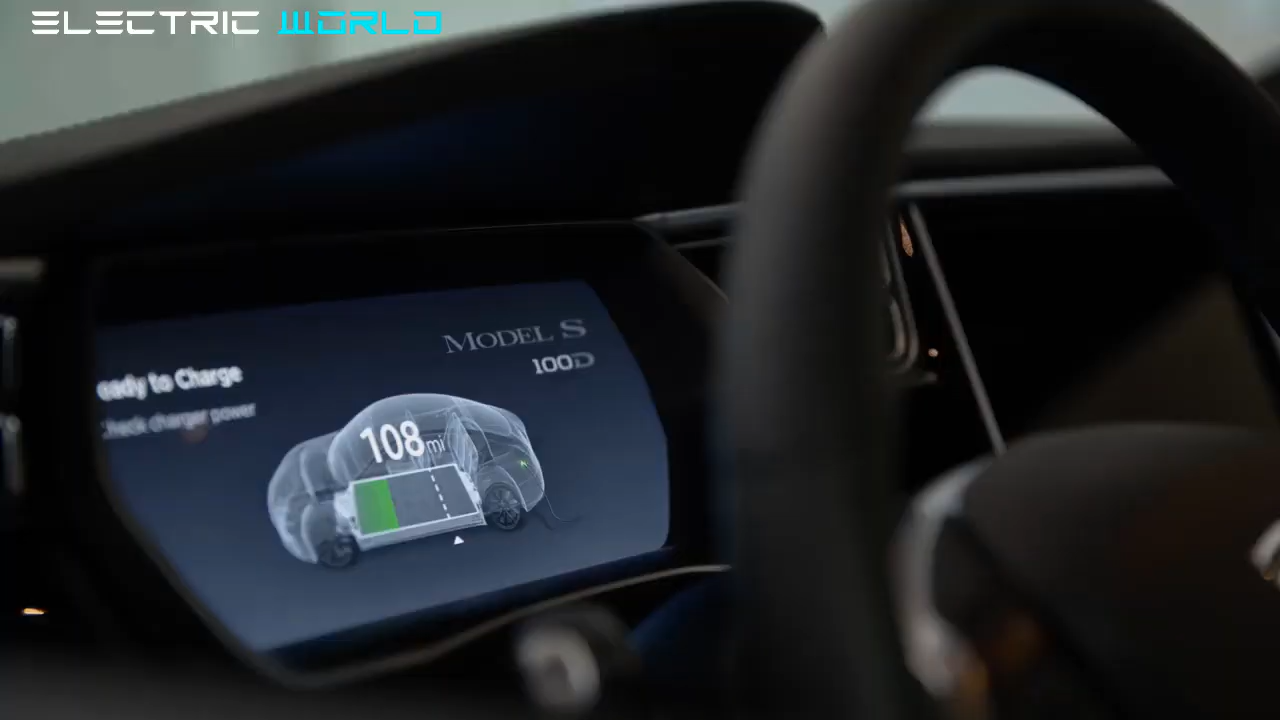 ELECTRIC WORLD
MODEL S
100D
eady to Charge
heck charger power
108 mi